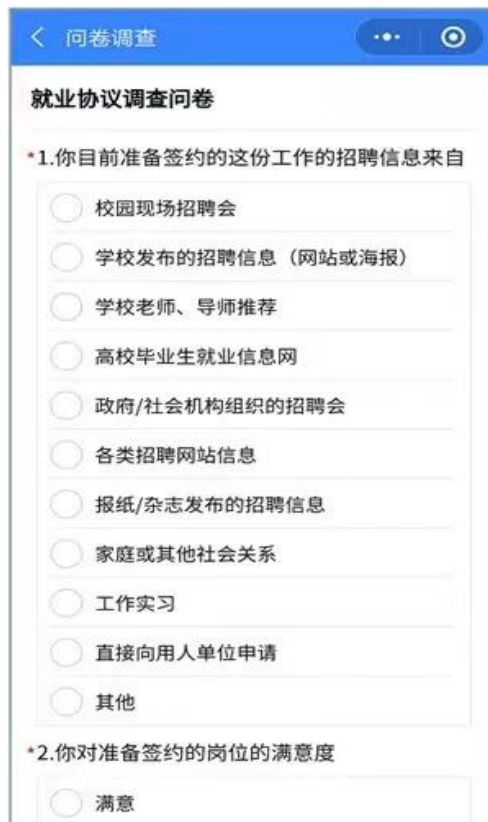 问卷调查
就业协议调查问卷
*1.你目前准备签约的这份工作的招聘信息来自
校园现场招聘会
学校发布的招聘信息（网站或海报）
学校老师、导师推荐
高校毕业生就业信息网
政府/社会机构组织的招聘会
各类招聘网站信息
报纸/杂志发布的招聘信息
家庭或其他社会关系
工作实习
直接向用人单位申请
其他
*2.你对准备签约的岗位的满意度
满意